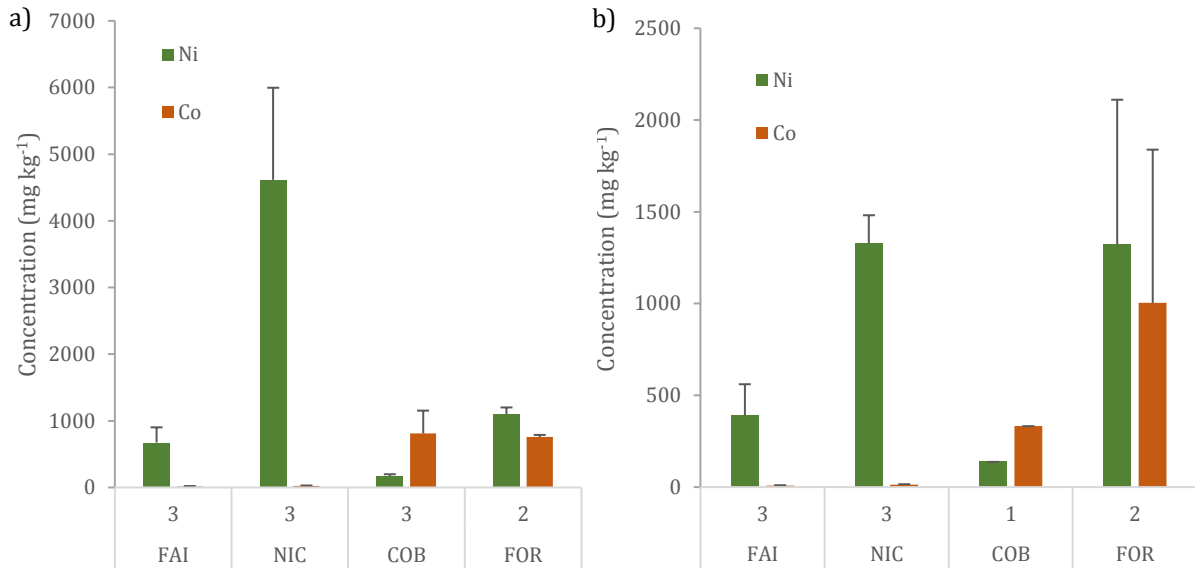 a)
Ni
Co
Concentration (mg kg⁻¹)
7000
6000
5000
4000
3000
2000
1000
0
3 3 3 2
FAI NIC COB FOR
b)
Ni
Co
Concentration (mg kg⁻¹)
2500
2000
1500
1000
500
0
3 3 1 2
FAI NIC COB FOR